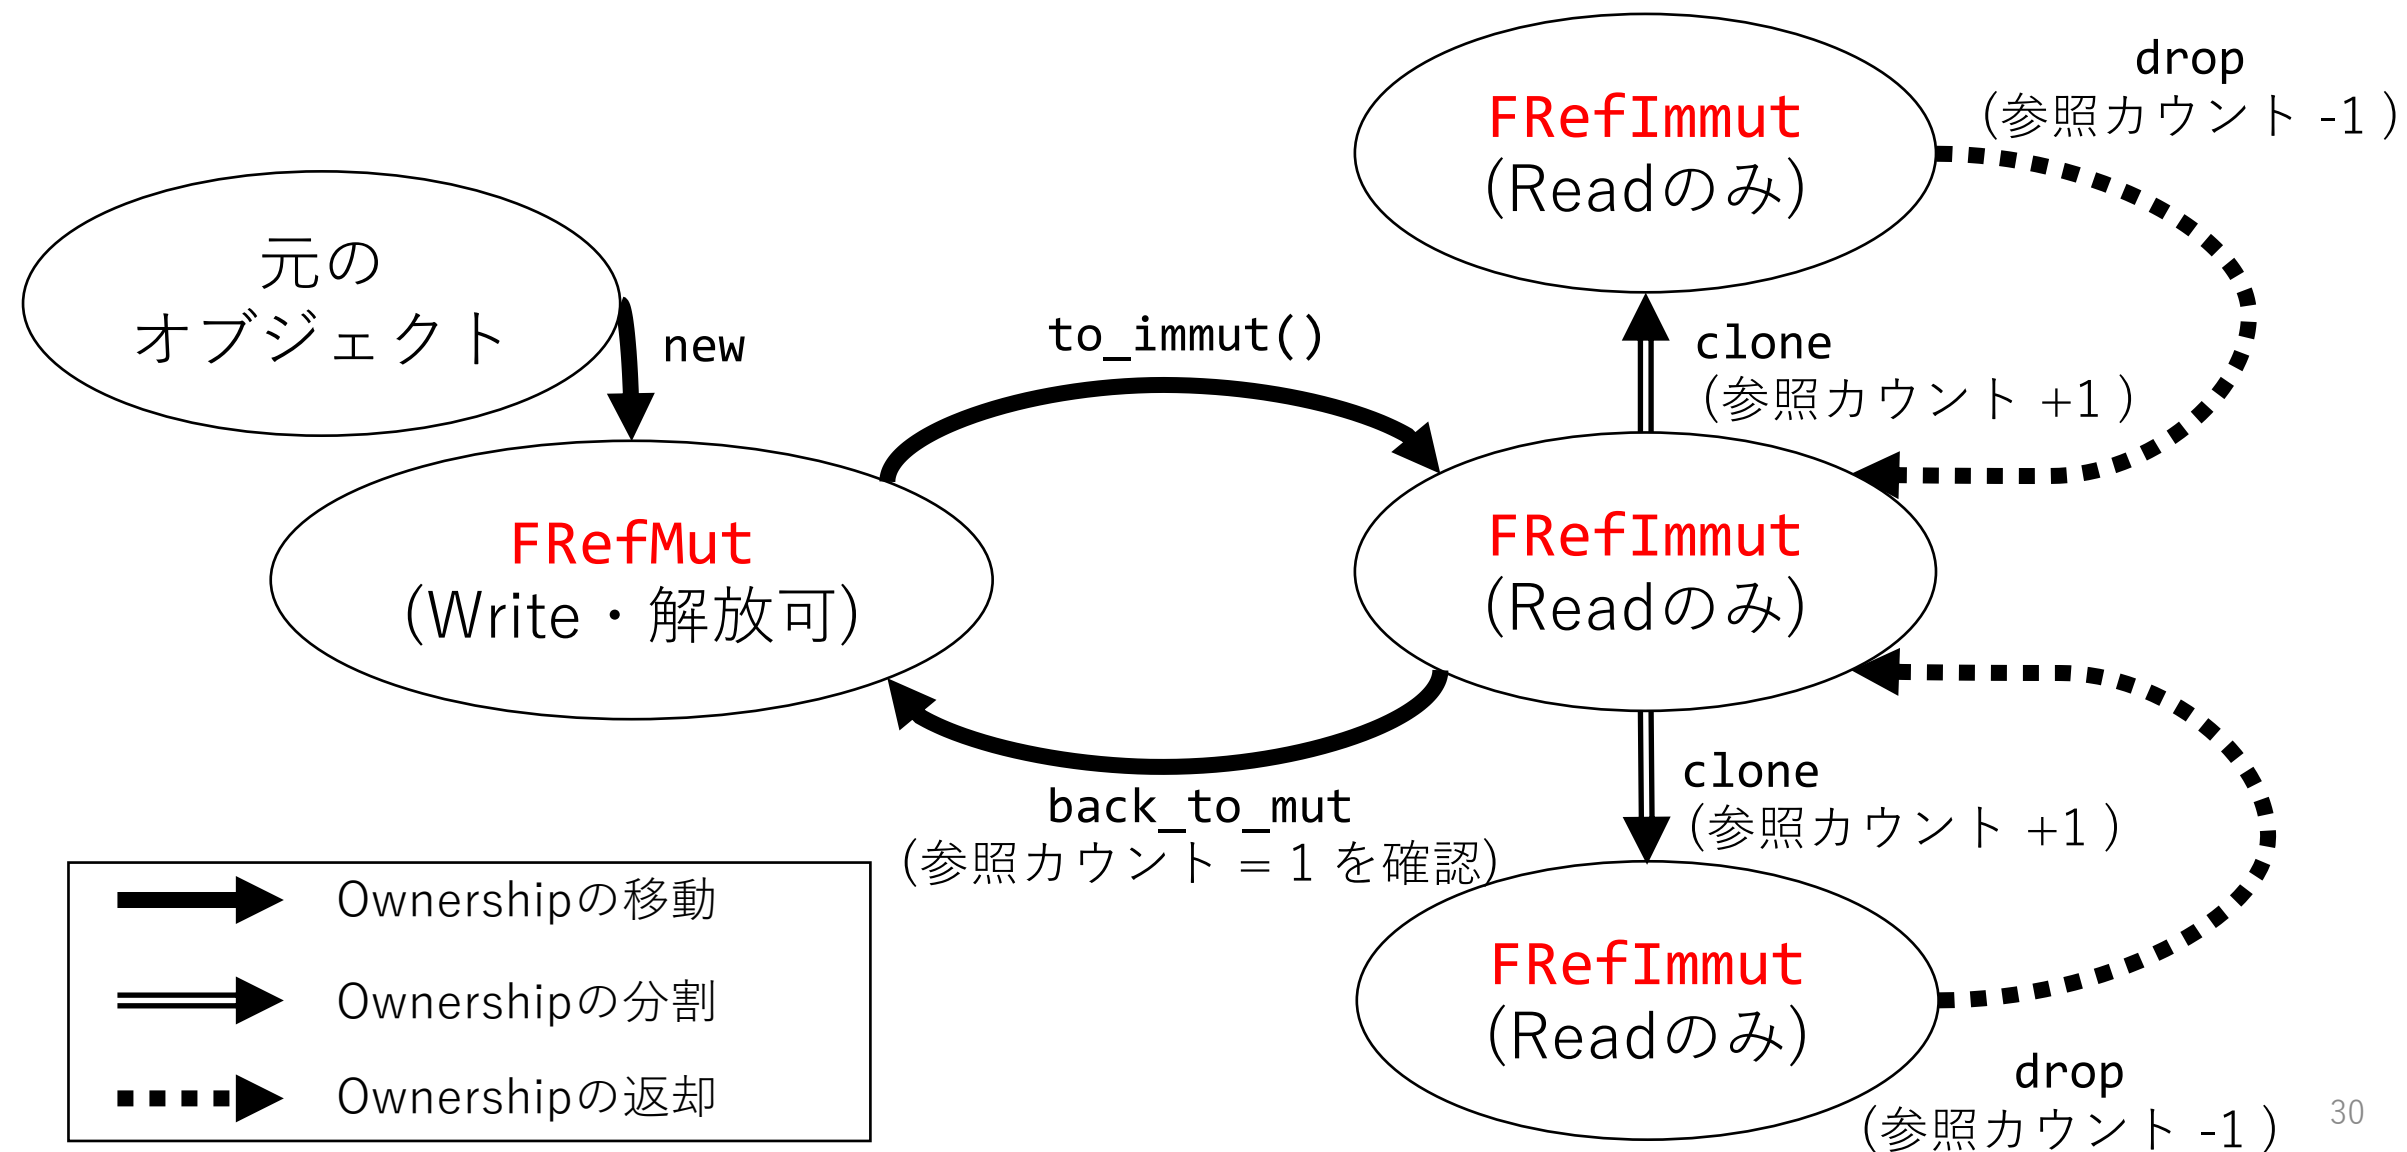 元の
オブジェクト
new
FRefMut
(Write・解放可)
to_immut()
back_to_mut
(参照カウント = 1 を確認)
FRefImmut
(Readのみ)
drop
(参照カウント -1 )
clone
(参照カウント +1 )
FRefImmut
(Readのみ)
clone
(参照カウント +1 )
FRefImmut
(Readのみ)
drop
(参照カウント -1 )
Ownershipの移動
Ownershipの分割
Ownershipの返却
30